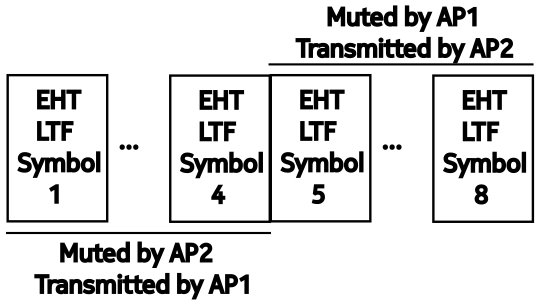 Muted by AP1
Transmitted by AP2
EHT
LTF
Symbol
1
...
EHT
LTF
Symbol
4
EHT
LTF
Symbol
5
...
EHT
LTF
Symbol
8
Muted by AP2
Transmitted by AP1